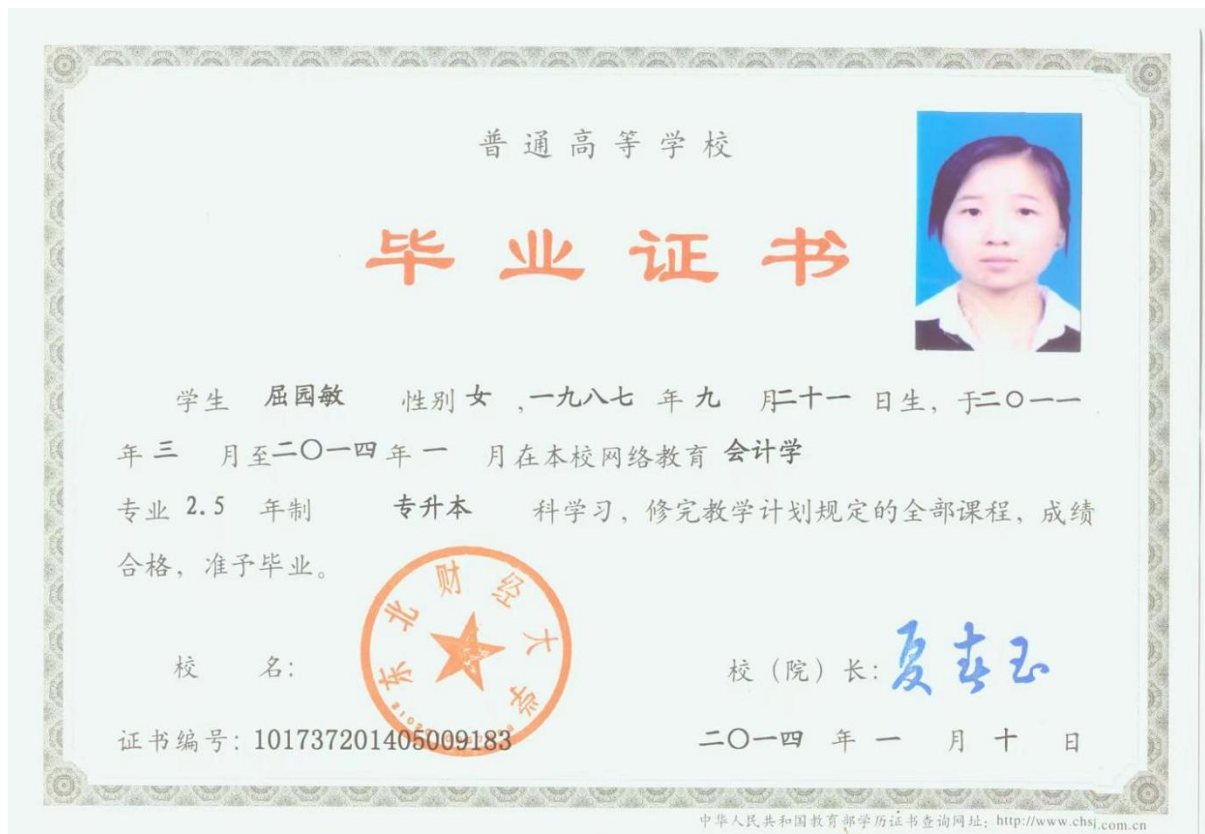 普通高等学校
毕业证书
学生 屈园敏 性别 女 ,一九八七 年 九 月二十一 日生, 于二〇一一
年 三 月至二〇一四 年 一 月在本校网络教育 会计学
专业 2.5 年制 专升本 科学习, 修完教学计划规定的全部课程, 成绩
合格, 准予毕业。
东北财经大学
校 名: 校 (院) 长: 夏春玉
证书编号: 101737201405009183 二〇一四 年 一 月 十 日
中华人民共和国教育部学历证书查询网址: http://www.chsi.com.cn